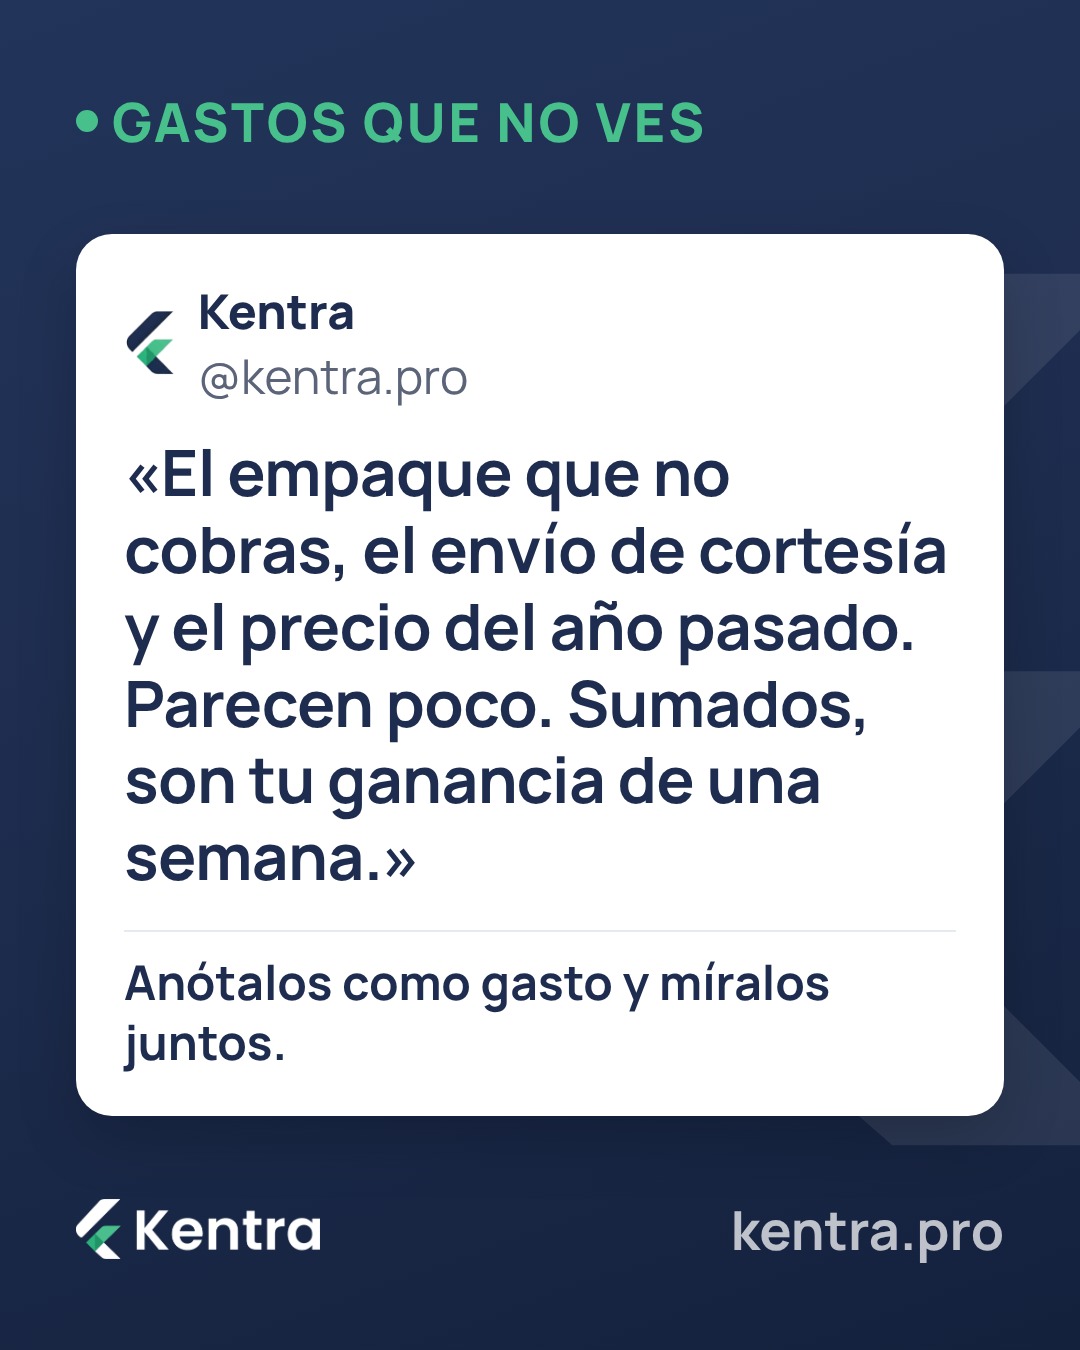 GASTOS QUE NO VES
Kentra
@kentra.pro
«El empaque que no
cobras, el envío de cortesía
y el precio del año pasado.
Parecen poco. Sumados,
son tu ganancia de una
semana.»
Anótalos como gasto y míralos
juntos.
Kentra
kentra.pro